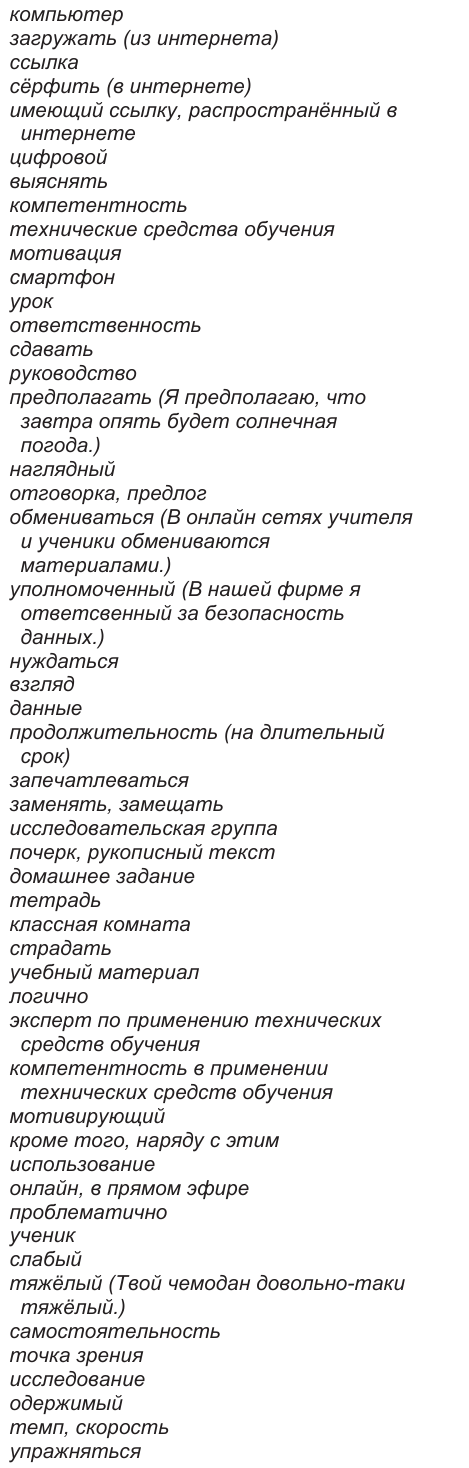 компьютер
загружать (из интернета)
ссылка
сёрфить (в интернете)
имеющий ссылку, распространённый в
интернете
цифровой
выяснять
компетентность
технические средства обучения
мотивация
смартфон
урок
ответственность
сдавать
руководство
предполагать (Я предполагаю, что
завтра опять будет солнечная
погода.)
наглядный
отговорка, предлог
обмениваться (В онлайн сетях учителя
и ученики обмениваются
материалами.)
уполномоченный (В нашей фирме я
ответсвенный за безопасность
данных.)
нуждаться
взгляд
данные
продолжительность (на длительный
срок)
запечатлеваться
заменять, замещать
исследовательская группа
почерк, рукописный текст
домашнее задание
тетрадь
классная комната
страдать
учебный материал
логично
эксперт по применению технических
средств обучения
компетентность в применении
технических средств обучения
мотивирующий
кроме того, наряду с этим
использование
онлайн, в прямом эфире
проблематично
ученик
слабый
тяжёлый (Твой чемодан довольно-таки
тяжёлый.)
самостоятельность
точка зрения
исследование
одержимый
темп, скорость
упражняться